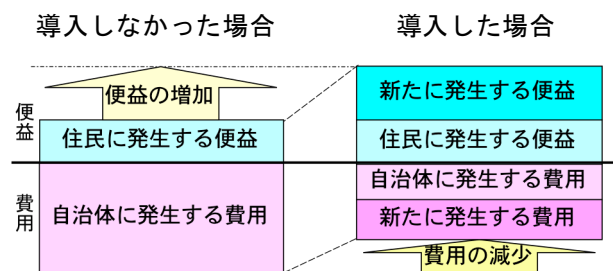 導入しなかった場合
導入した場合
便益
便益の増加
住民に発生する便益
新たに発生する便益
住民に発生する便益
費用
自治体に発生する費用
自治体に発生する費用
新たに発生する費用
費用の減少